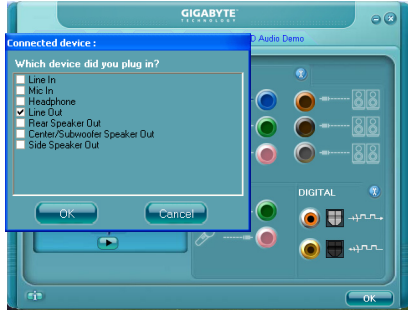 GIGABYTE
TECHNOLOGY
Audio Demo
Connected device :
Which device did you plug in?
Line In
Mic In
Headphone
Line Out
Rear Speaker Out
Center/Subwoofer Speaker Out
Side Speaker Out
OK
Cancel
DIGITAL
OK